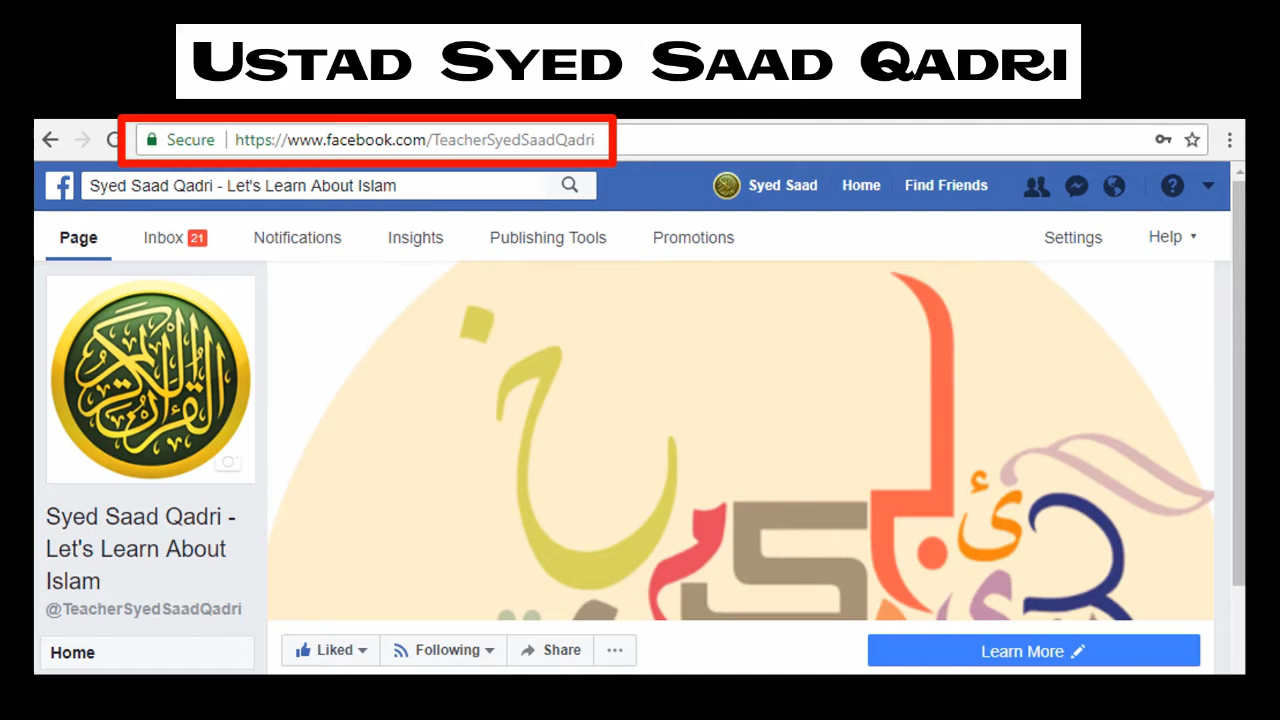 Ustad Syed Saad Qadri
Secure | https://www.facebook.com/TeacherSyedSaadQadri
f Syed Saad Qadri - Let's Learn About Islam Syed Saad Home Find Friends
Page Inbox 21 Notifications Insights Publishing Tools Promotions Settings Help
القرآن الكريم
خ
م
ك
ئ
ي
Syed Saad Qadri -
Let's Learn About
Islam
@TeacherSyedSaadQadri
Home
Liked Following Share ... Learn More